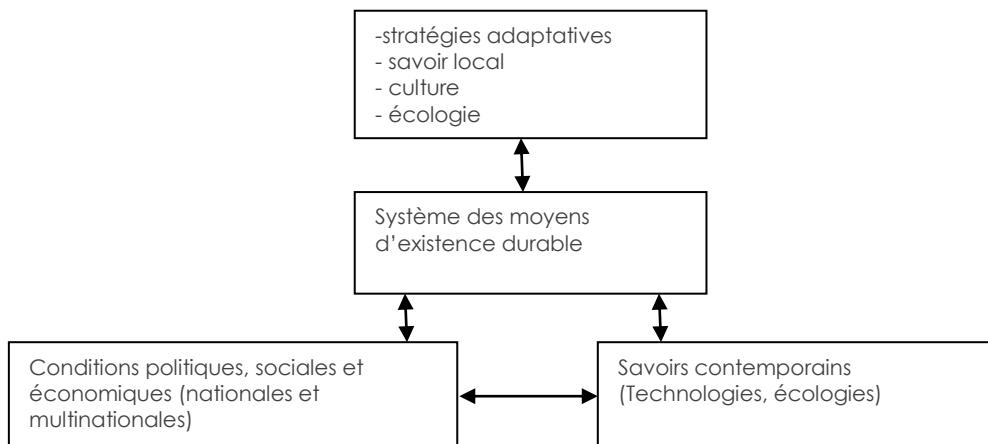 -stratégies adaptatives
- savoir local
- culture
- écologie
Système des moyens
d’existence durable
Conditions politiques, sociales et
économiques (nationales et
multinationales)
Savoirs contemporains
(Technologies, écologies)